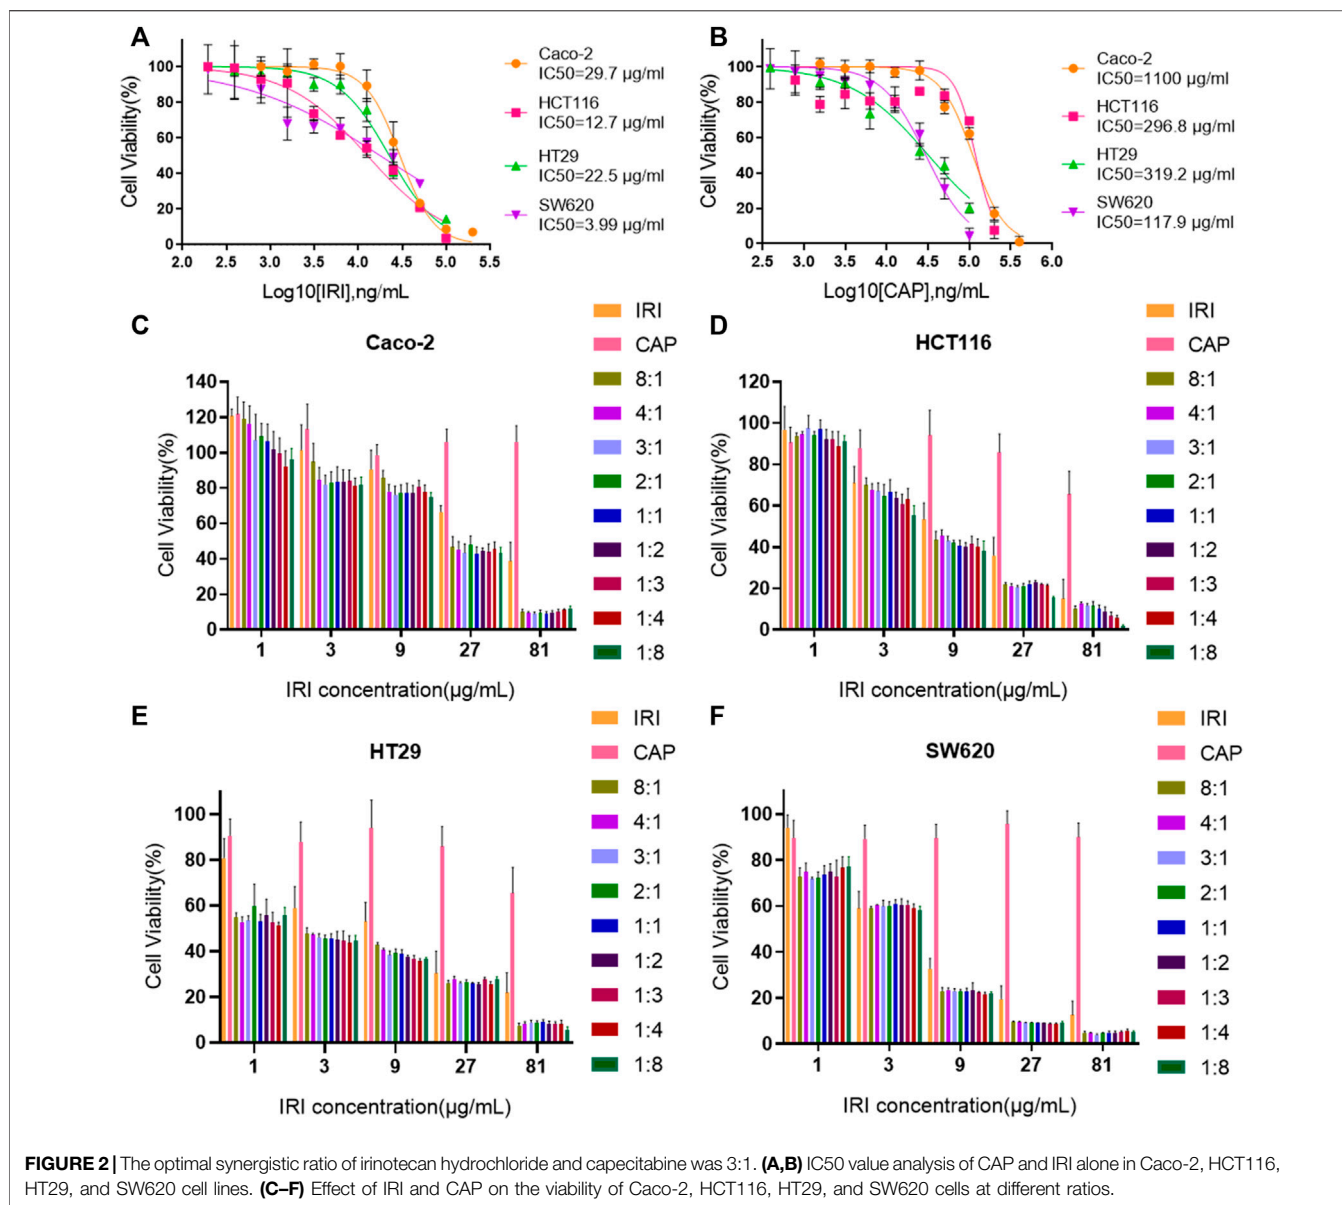 A
Cell Viability(%)
100
80
60
40
20
0
2.0 2.5 3.0 3.5 4.0 4.5 5.0 5.5
Log10[IRI],ng/mL
Caco-2
IC50=29.7 μg/ml
HCT116
IC50=12.7 μg/ml
HT29
IC50=22.5 μg/ml
SW620
IC50=3.99 μg/ml
B
Cell Viability(%)
100
80
60
40
20
0
2.5 3.0 3.5 4.0 4.5 5.0 5.5 6.0
Log10[CAP],ng/mL
Caco-2
IC50=1100 μg/ml
HCT116
IC50=296.8 μg/ml
HT29
IC50=319.2 μg/ml
SW620
IC50=117.9 μg/ml
C
Caco-2
Cell Viability(%)
140
120
100
80
60
40
20
0
1 3 9 27 81
IRI concentration(μg/mL)
IRI
CAP
8:1
4:1
3:1
2:1
1:1
1:2
1:3
1:4
1:8
D
HCT116
Cell Viability(%)
120
100
80
60
40
20
0
1 3 9 27 81
IRI concentration(μg/mL)
IRI
CAP
8:1
4:1
3:1
2:1
1:1
1:2
1:3
1:4
1:8
E
HT29
Cell Viability(%)
100
80
60
40
20
0
1 3 9 27 81
IRI concentration(μg/mL)
IRI
CAP
8:1
4:1
3:1
2:1
1:1
1:2
1:3
1:4
1:8
F
SW620
Cell Viability(%)
100
80
60
40
20
0
1 3 9 27 81
IRI concentration(μg/mL)
IRI
CAP
8:1
4:1
3:1
2:1
1:1
1:2
1:3
1:4
1:8
FIGURE 2 | The optimal synergistic ratio of irinotecan hydrochloride and capecitabine was 3:1. (A,B) IC50 value analysis of CAP and IRI alone in Caco-2, HCT116,
HT29, and SW620 cell lines. (C–F) Effect of IRI and CAP on the viability of Caco-2, HCT116, HT29, and SW620 cells at different ratios.